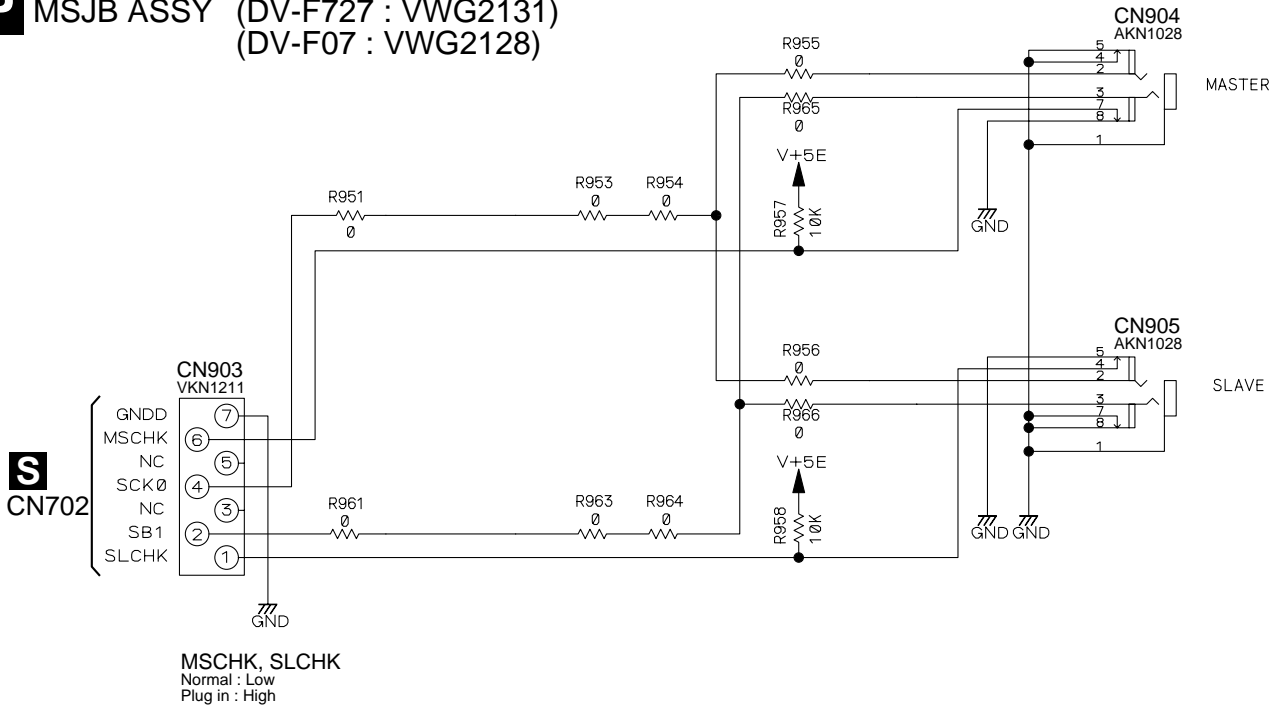 MSJB ASSY (DV-F727 : VWG2131)
(DV-F07 : VWG2128)
CN904
AKN1028
5
4
2
3
7
8
1
MASTER
R955
0
R965
0
V+5E
R957
10K
GND
R951
0
R953
0
R954
0
CN905
AKN1028
5
4
2
3
7
8
1
SLAVE
R956
0
R966
0
V+5E
R958
10K
GND
GND
CN903
VKN1211
GNDD 7
MSCHK 6
NC 5
SCK0 4
NC 3
SB1 2
SLCHK 1
S
CN702
R961
0
R963
0
R964
0
GND
MSCHK, SLCHK
Normal : Low
Plug in : High